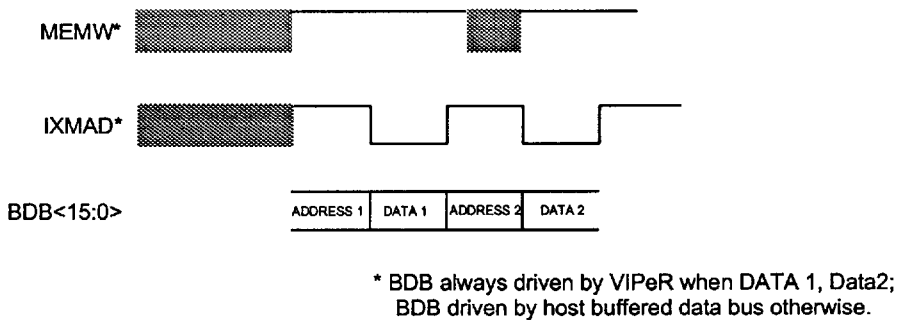 MEMW*
IXMAD*
BDB<15:0>
ADDRESS 1 DATA 1 ADDRESS 2 DATA 2
* BDB always driven by VIPeR when DATA 1, Data2;
BDB driven by host buffered data bus otherwise.